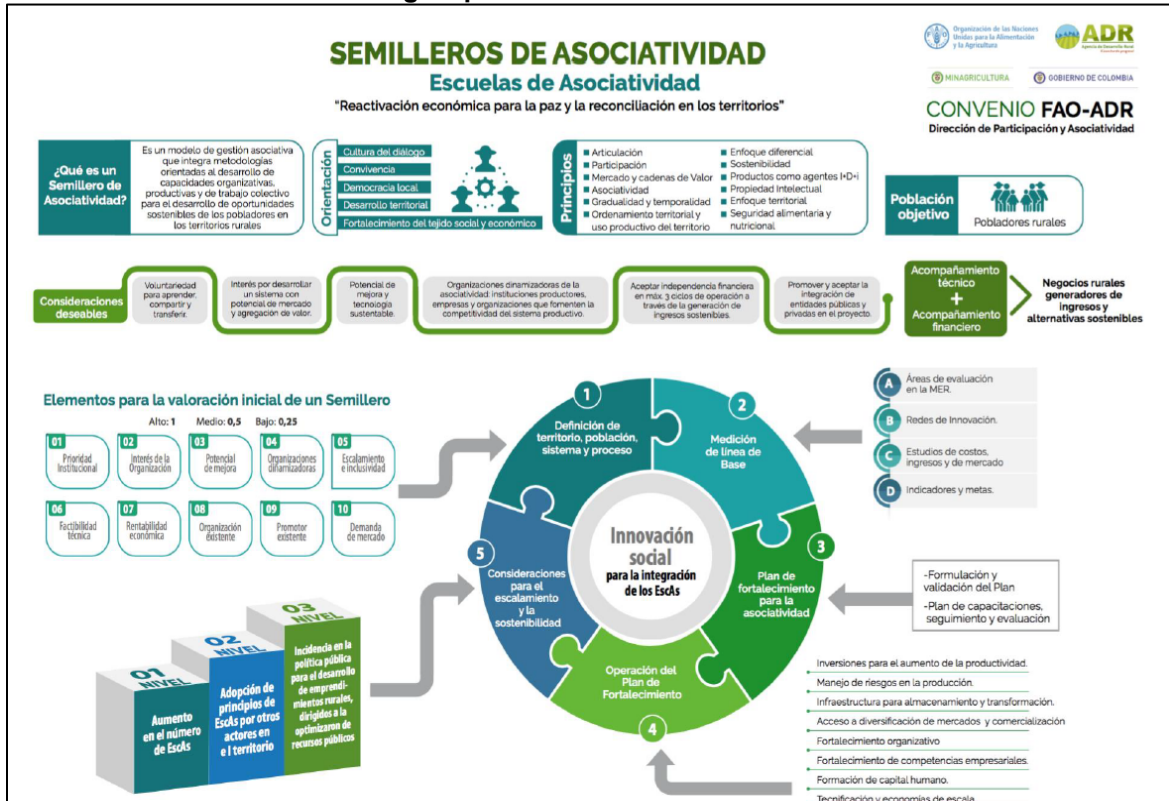 SEMILLEROS DE ASOCIATIVIDAD
Escuelas de Asociatividad
"Reactivación económica para la paz y la reconciliación en los territorios"
Organización de las Naciones
Unidas para la Alimentación
y la Agricultura
ADR
Agencia de Desarrollo Rural
MINAGRICULTURA
GOBIERNO DE COLOMBIA
CONVENIO FAO-ADR
Dirección de Participación y Asociatividad
¿Qué es un
Semillero de
Asociatividad?
Es un modelo de gestión asociativa
que integra metodologías
orientadas al desarrollo de
capacidades organizativas,
productivas y de trabajo colectivo
para el desarrollo de oportunidades
sostenibles de los pobladores en
los territorios rurales
Orientación
Cultura del diálogo
Convivencia
Democracia local
Desarrollo territorial
Fortalecimiento del tejido social y económico
Principios
Articulación
Participación
Mercado y cadenas de Valor
Asociatividad
Gradualidad y temporalidad
Ordenamiento territorial y
uso productivo del territorio
Enfoque diferencial
Sostenibilidad
Productos como agentes I+D+i
Propiedad Intelectual
Enfoque territorial
Seguridad alimentaria y
nutricional
Población
objetivo
Pobladores rurales
Consideraciones
deseables
Voluntariedad
para aprender,
compartir y
transferir.
Interés por desarrollar
un sistema con
potencial de mercado
y agregación de valor.
Potencial de
mejora y
tecnología
sustentable.
Organizaciones dinamizadoras de la
asociatividad: instituciones productores,
empresas y organizaciones que fomenten la
competitividad del sistema productivo.
Aceptar independencia financiera
en máx. 3 ciclos de operación a
través de la generación de
ingresos sostenibles.
Promover y aceptar la
integración de
entidades públicas y
privadas en el proyecto.
Acompañamiento
técnico
+
Acompañamiento
financiero
Negocios rurales
generadores de
ingresos y
alternativas sostenibles
Elementos para la valoración inicial de un Semillero
Alto: 1 Medio: 0,5 Bajo: 0,25
01
Prioridad
Institucional
02
Interés de la
Organización
03
Potencial
de mejora
04
Organizaciones
dinamizadoras
05
Escalamiento
e inclusividad
06
Factibilidad
técnica
07
Rentabilidad
económica
08
Organización
existente
09
Promotor
existente
10
Demanda
de mercado
1
Definición de
territorio, población,
sistema y proceso
2
Medición
de línea de
Base
3
Plan de
fortalecimiento
para la
asociatividad
4
Operación del
Plan de
Fortalecimiento
5
Consideraciones
para el
escalamiento
y la
sostenibilidad
Innovación
social
para la integración
de los EscAs
A
Áreas de evaluación
en la MER.
B
Redes de Innovación.
C
Estudios de costos,
ingresos y de mercado
D
Indicadores y metas.
-Formulación y
validación del Plan
-Plan de capacitaciones,
seguimiento y evaluación
Inversiones para el aumento de la productividad.
Manejo de riesgos en la producción.
Infraestructura para almacenamiento y transformación.
Acceso a diversificación de mercados y comercialización
Fortalecimiento organizativo
Fortalecimiento de competencias empresariales.
Formación de capital humano.
Tecnificación y economías de escala
01
NIVEL
Aumento
en el número
de EscAs
02
NIVEL
Adopción de
principios de
EscAs por otros
actores en
e l territorio
03
NIVEL
Incidencia en la
política pública
para el desarrollo
de emprendi-
mientos rurales,
dirigidos a la
optimizaron de
recursos públicos